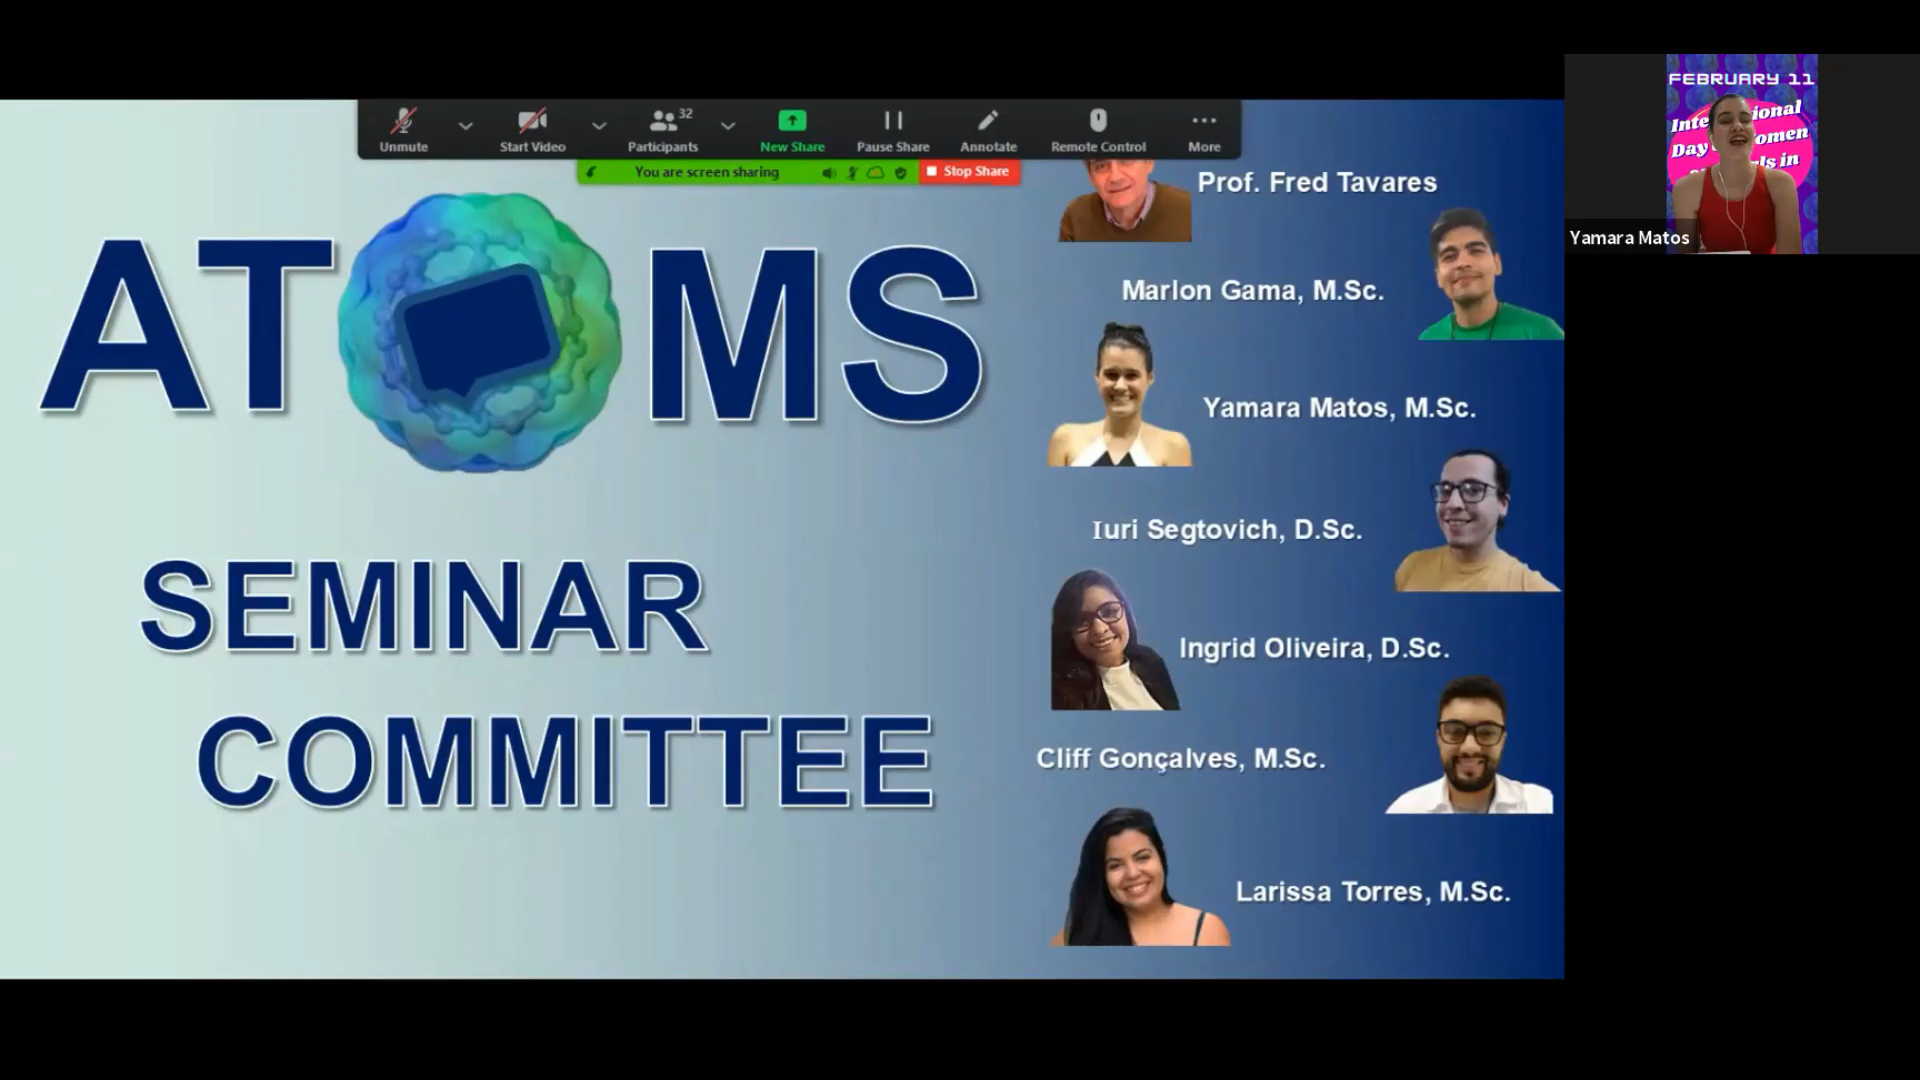 Unmute
Start Video
32
Participants
New Share
Pause Share
Annotate
Remote Control
More
You are screen sharing
Stop Share
AT MS
SEMINAR
COMMITTEE
Prof. Fred Tavares
Marlon Gama, M.Sc.
Yamara Matos, M.Sc.
Iuri Segtovich, D.Sc.
Ingrid Oliveira, D.Sc.
Cliff Gonçalves, M.Sc.
Larissa Torres, M.Sc.
FEBRUARY 11
Day
in
Yamara Matos